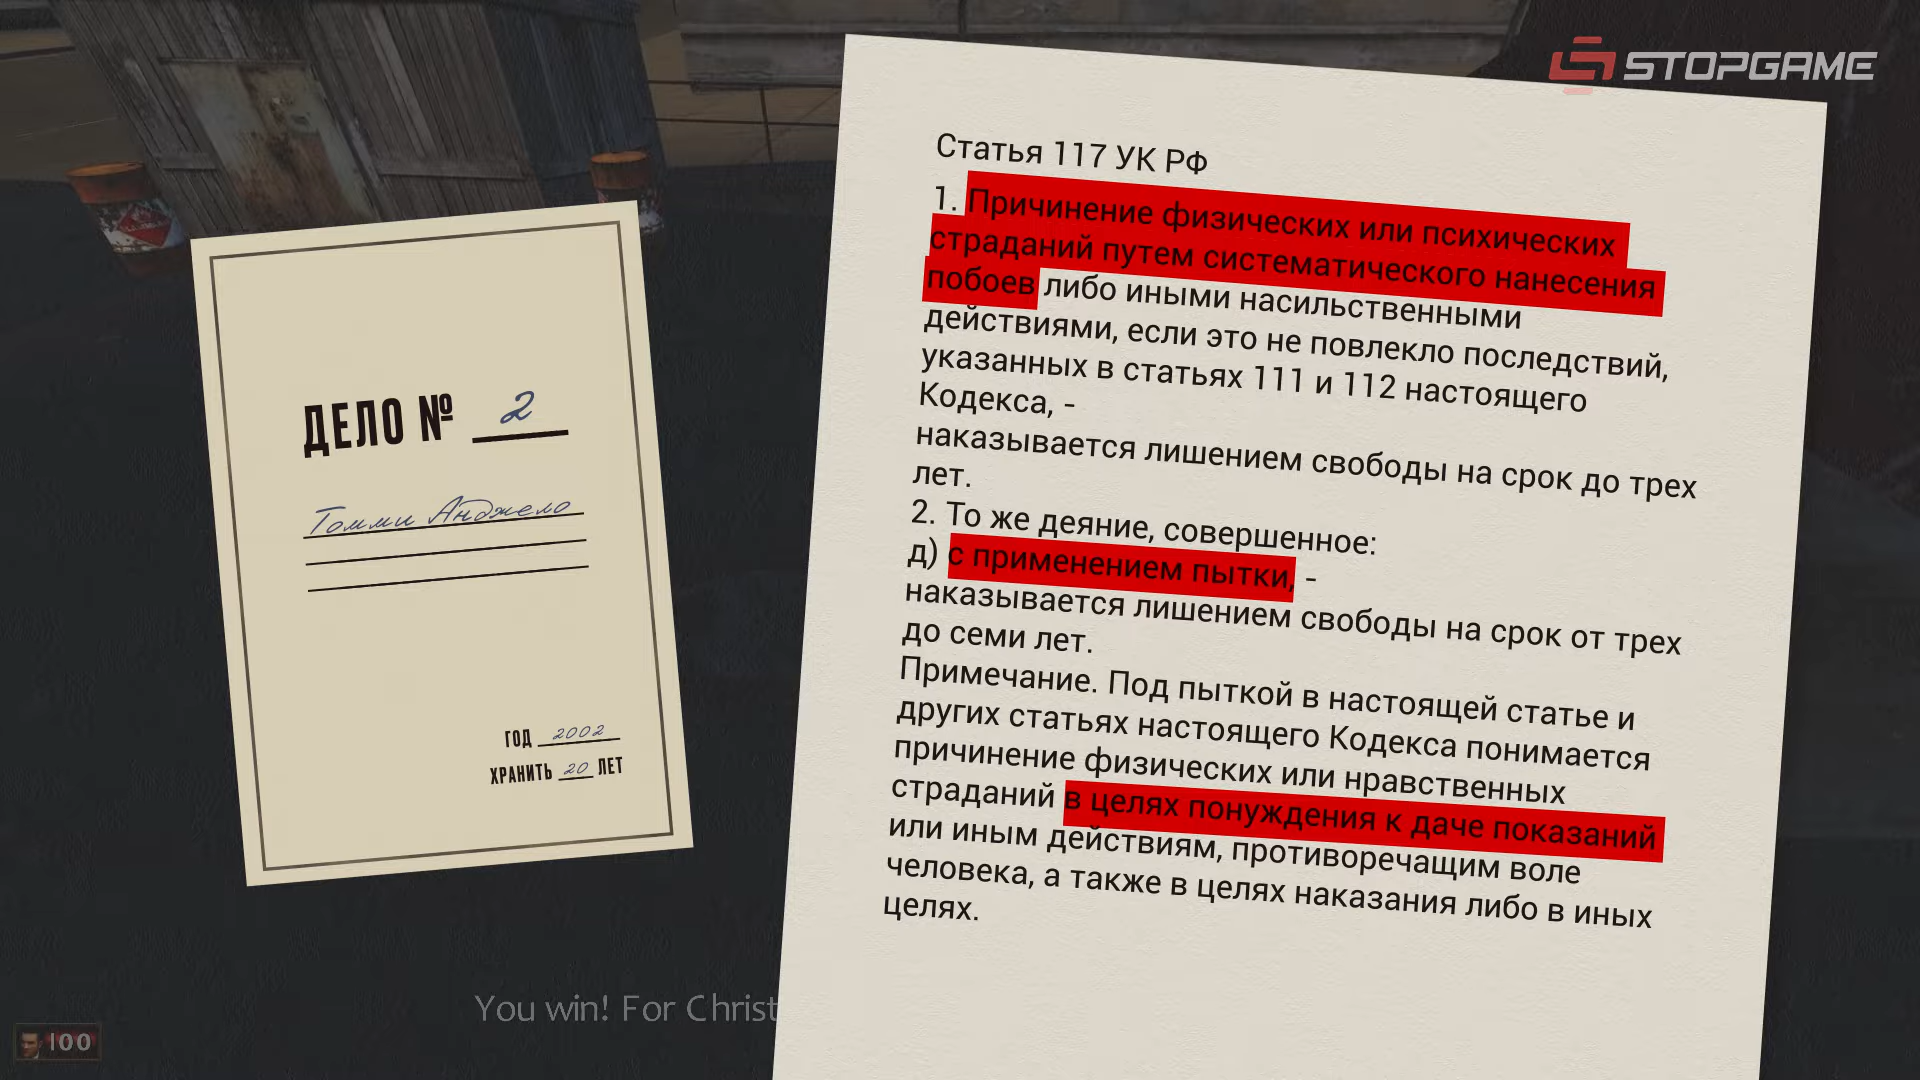 STOPGAME
ДЕЛО № 2
Томми Анджело
ГОД 2002
ХРАНИТЬ 20 ЛЕТ
Статья 117 УК РФ
1. Причинение физических или психических
страданий путем систематического нанесения
побоев либо иными насильственными
действиями, если это не повлекло последствий,
указанных в статьях 111 и 112 настоящего
Кодекса, -
наказывается лишением свободы на срок до трех
лет.
2. То же деяние, совершенное:
д) с применением пытки, -
наказывается лишением свободы на срок от трех
до семи лет.
Примечание. Под пыткой в настоящей статье и
других статьях настоящего Кодекса понимается
причинение физических или нравственных
страданий в целях понуждения к даче показаний
или иным действиям, противоречащим воле
человека, а также в целях наказания либо в иных
целях.
You win! For Christ
100